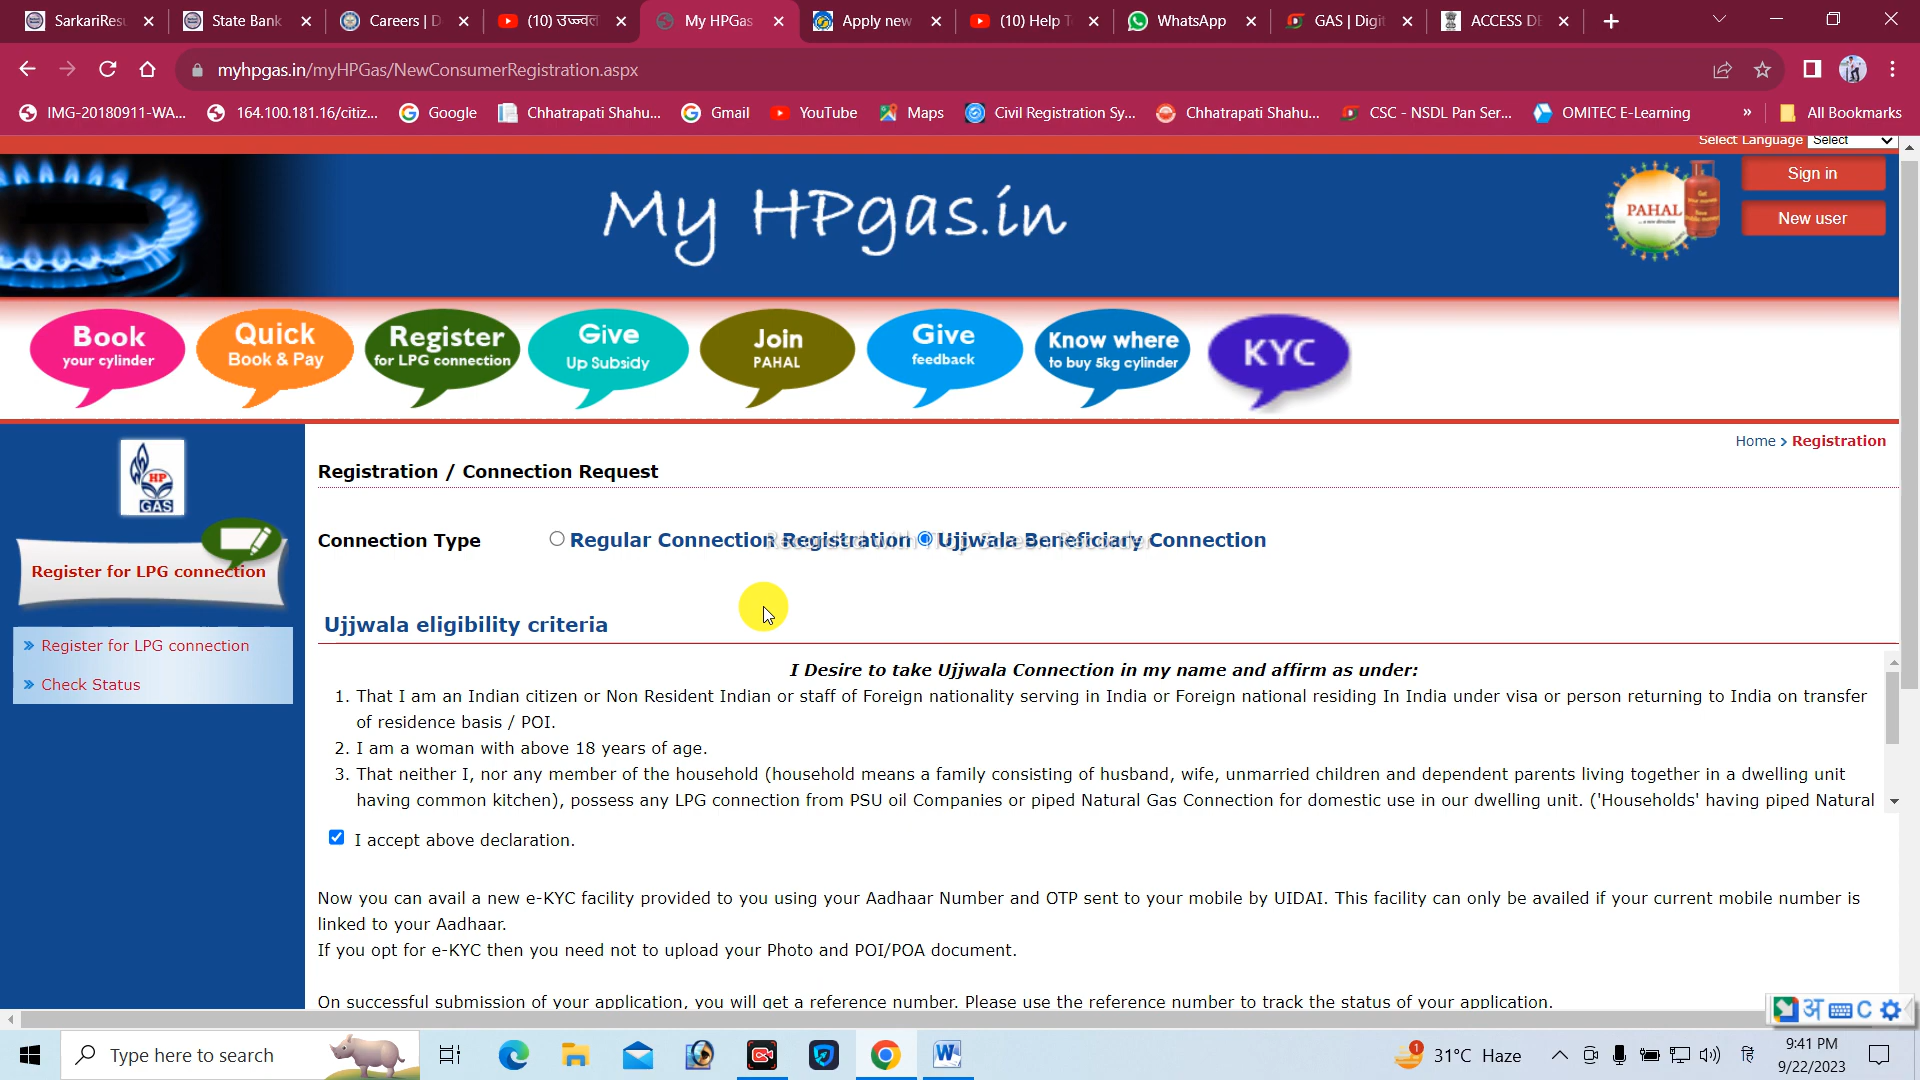 SarkariResu
State Bank
Careers | D
(10) उज्ज्वल
My HPGas
Apply new
(10) Help T
WhatsApp
GAS | Digit
ACCESS DE
myhpgas.in/myHPGas/NewConsumerRegistration.aspx
IMG-20180911-WA...
164.100.181.16/citiz...
Google
Chhatrapati Shahu...
Gmail
YouTube
Maps
Civil Registration Sy...
Chhatrapati Shahu...
CSC - NSDL Pan Ser...
OMITEC E-Learning
»
All Bookmarks
Select Language Select
My HPgas.in
PAHAL
Sign in
New user
Book
your cylinder
Quick
Book & Pay
Register
for LPG connection
Give
Up Subsidy
Join
PAHAL
Give
feedback
Know where
to buy 5kg cylinder
KYC
Home > Registration
HP
GAS
Registration / Connection Request
Connection Type Regular Connection Registration Ujjwala Beneficiary Connection
Recorded with iTop Screen Recorder
Register for LPG connection
Register for LPG connection
Check Status
Ujjwala eligibility criteria
I Desire to take Ujjwala Connection in my name and affirm as under:
1. That I am an Indian citizen or Non Resident Indian or staff of Foreign nationality serving in India or Foreign national residing In India under visa or person returning to India on transfer
of residence basis / POI.
2. I am a woman with above 18 years of age.
3. That neither I, nor any member of the household (household means a family consisting of husband, wife, unmarried children and dependent parents living together in a dwelling unit
having common kitchen), possess any LPG connection from PSU oil Companies or piped Natural Gas Connection for domestic use in our dwelling unit. ('Households' having piped Natural
I accept above declaration.
Now you can avail a new e-KYC facility provided to you using your Aadhaar Number and OTP sent to your mobile by UIDAI. This facility can only be availed if your current mobile number is
linked to your Aadhaar.
If you opt for e-KYC then you need not to upload your Photo and POI/POA document.
On successful submission of your application, you will get a reference number. Please use the reference number to track the status of your application.
अ C
Type here to search
1
31°C Haze
हि
9:41 PM
9/22/2023